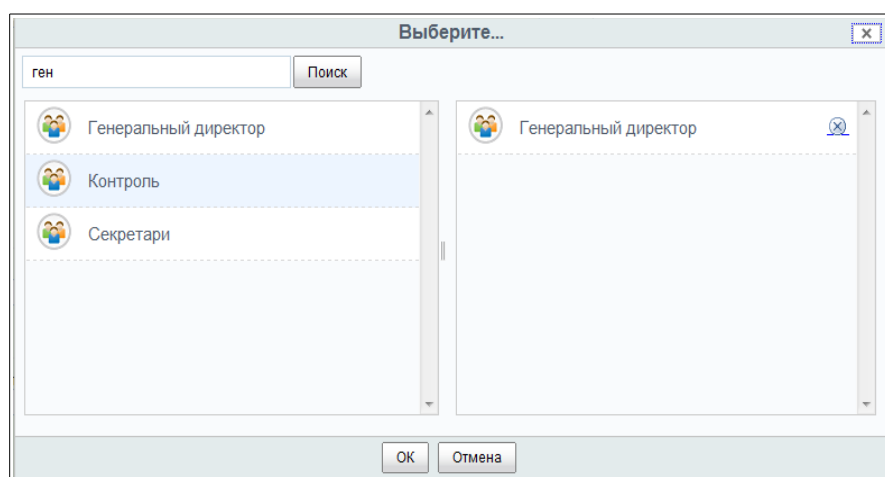 Выберите...
ген
Поиск
Генеральный директор
Контроль
Секретари
Генеральный директор
ОК
Отмена